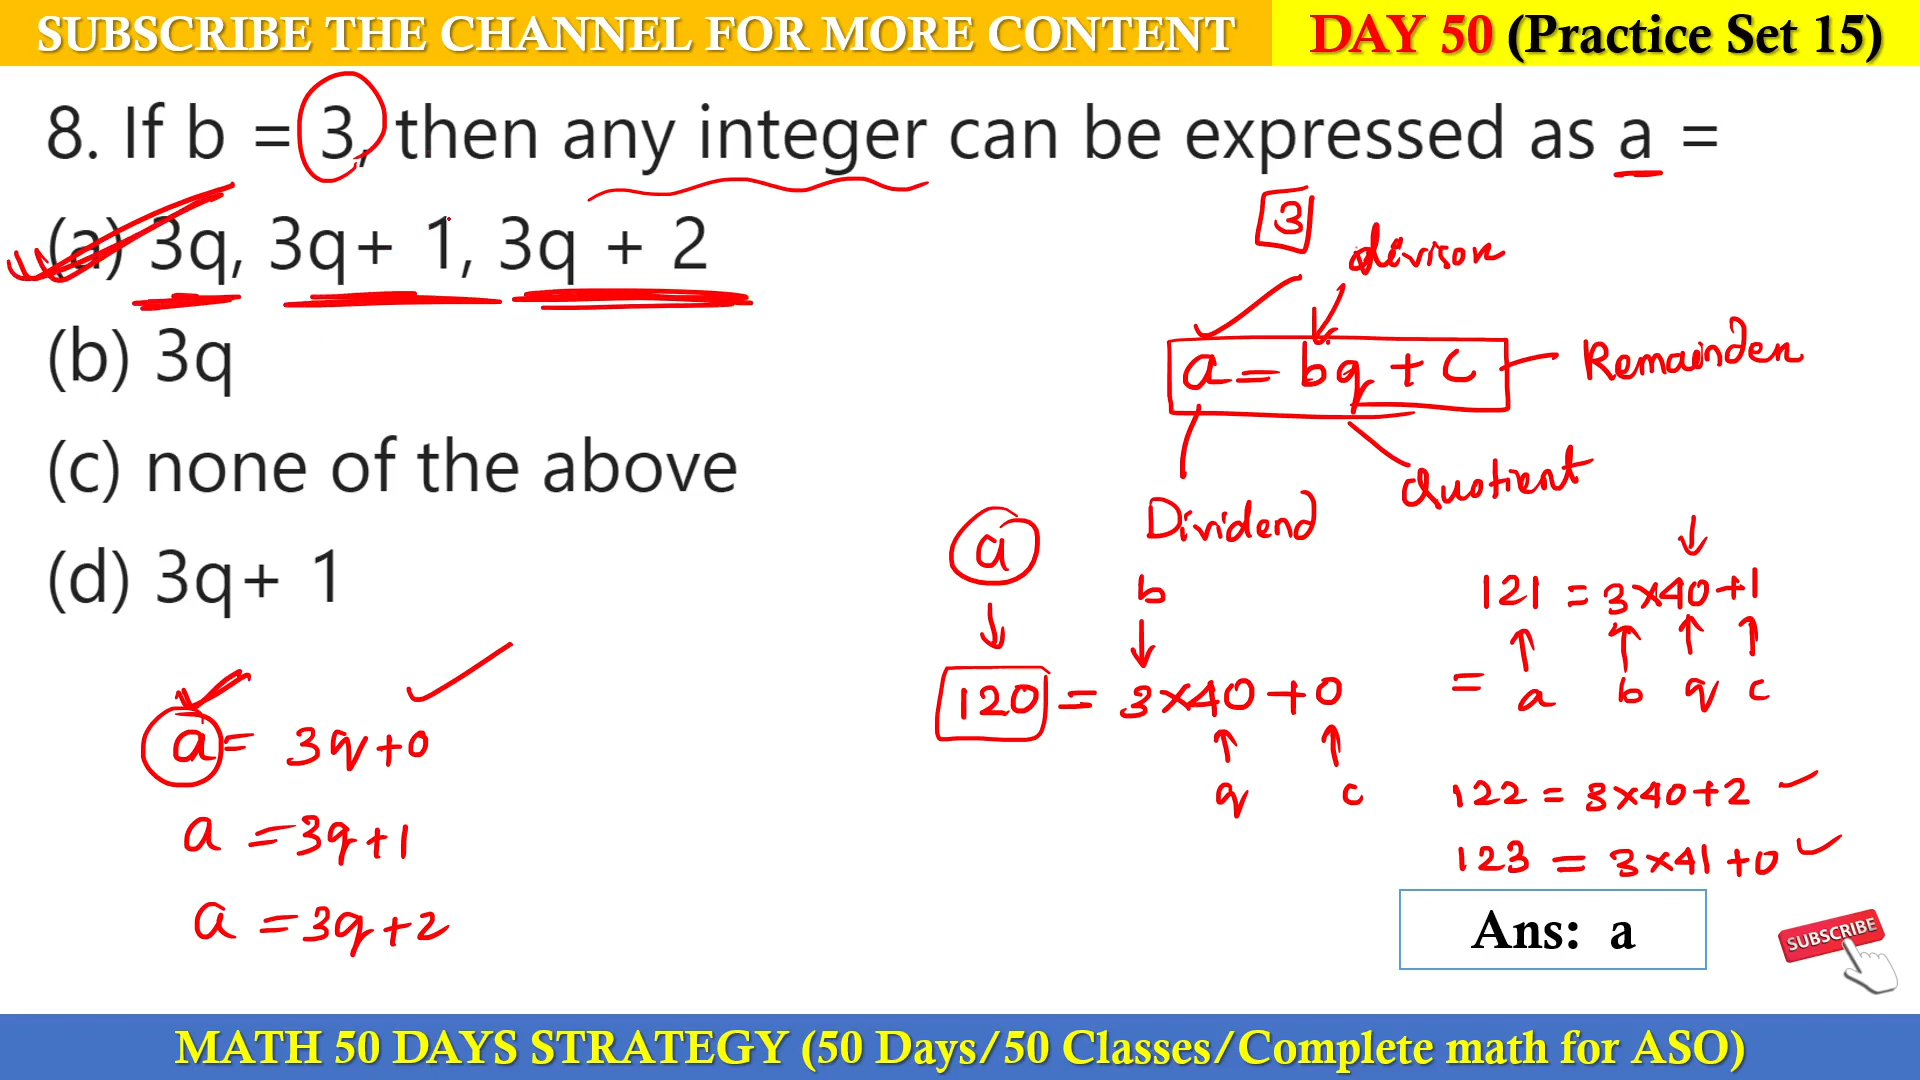 SUBSCRIBE THE CHANNEL FOR MORE CONTENT
DAY 50 (Practice Set 15)
8. If b = 3, then any integer can be expressed as a =
(a) 3q, 3q+ 1, 3q + 2
(b) 3q
(c) none of the above
(d) 3q+ 1
3
divisor
a = bq + c
Remainder
Dividend
Quotient
a
b
120 = 3×40+0
q
c
121 = 3×40+1
= a b q c
122 = 3×40+2
123 = 3×41+0
a = 3q+0
a = 3q+1
a = 3q+2
Ans: a
SUBSCRIBE
MATH 50 DAYS STRATEGY (50 Days/50 Classes/Complete math for ASO)